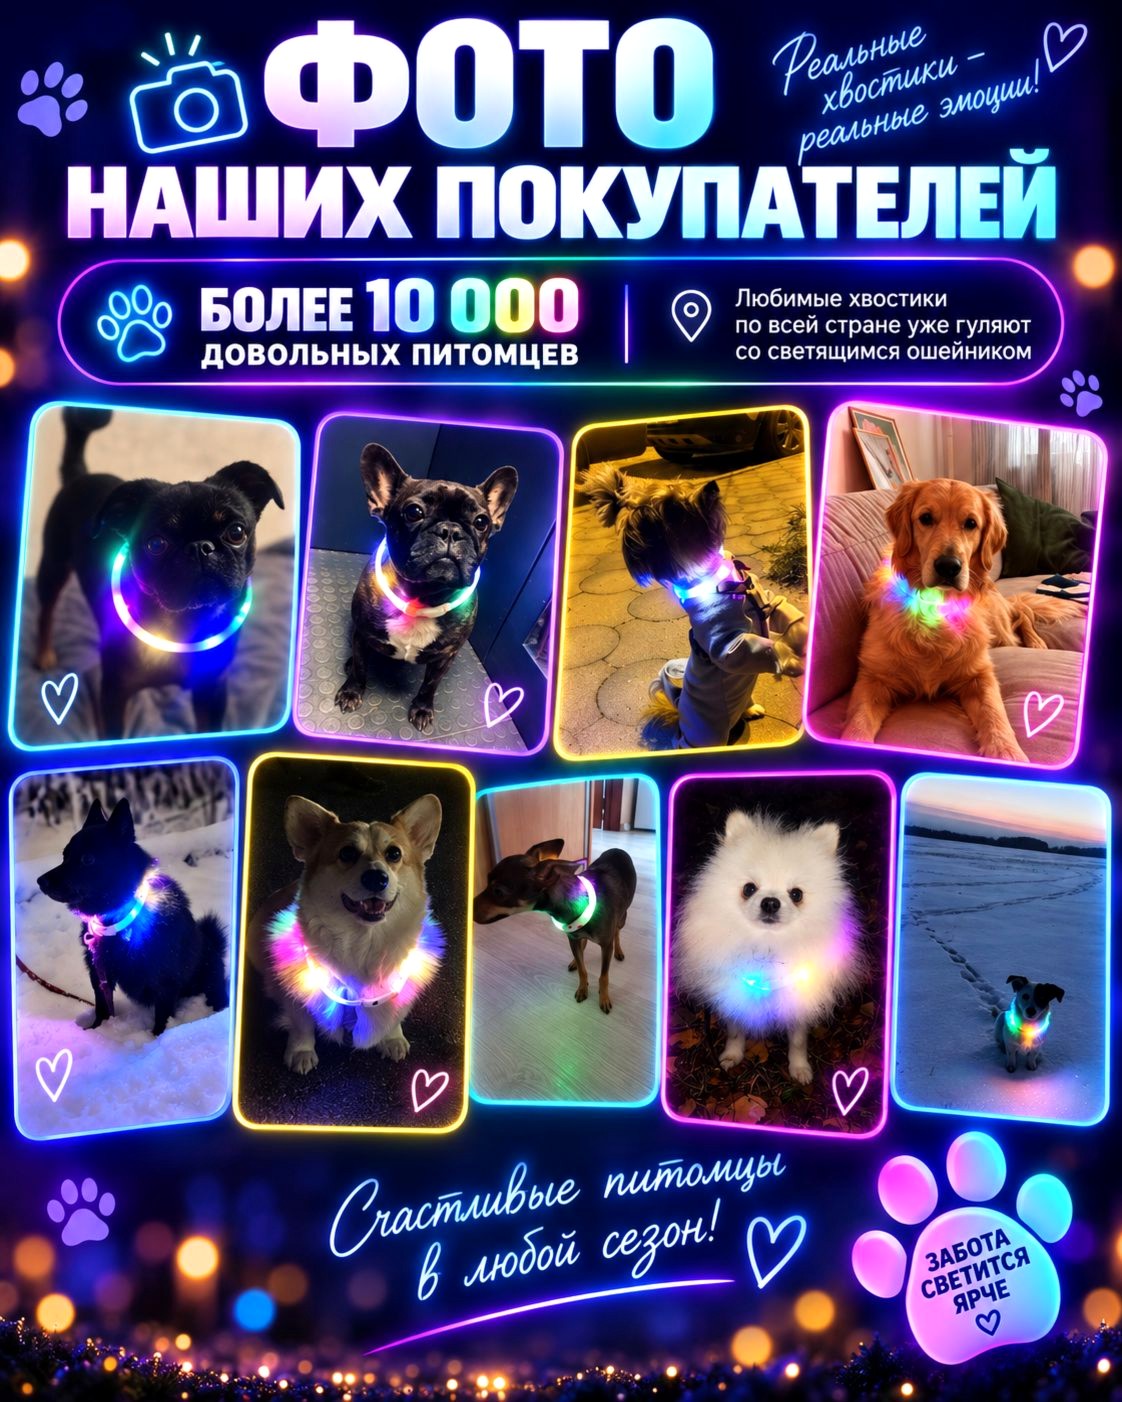 ФОТО
НАШИХ ПОКУПАТЕЛЕЙ
Реальные
хвостики –
реальные эмоции!
БОЛЕЕ 10 000
ДОВОЛЬНЫХ ПИТОМЦЕВ
Любимые хвостики
по всей стране уже гуляют
со светящимся ошейником
Счастливые питомцы
в любой сезон!
ЗАБОТА
СВЕТИТСЯ
ЯРЧЕ